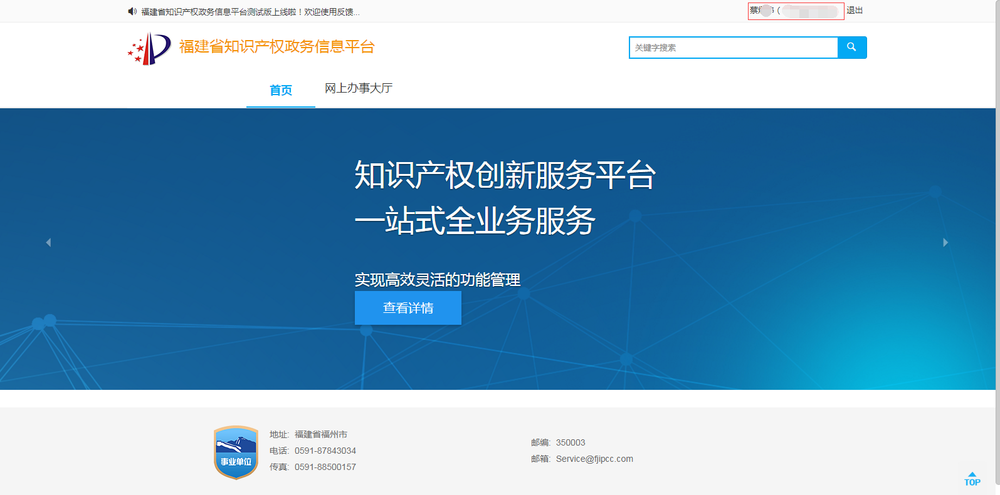 福建省知识产权政务信息平台测试版上线啦！欢迎使用反馈...
蔡
退出
福建省知识产权政务信息平台
关键字搜索
首页
网上办事大厅
知识产权创新服务平台
一站式全业务服务
实现高效灵活的功能管理
查看详情
事业单位
地址: 福建省福州市
电话: 0591-87843034
传真: 0591-88500157
邮编: 350003
邮箱: Service@fjipcc.com
TOP